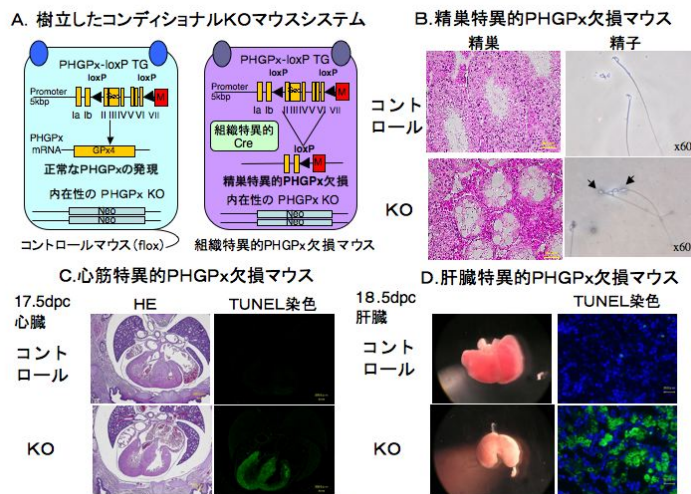 A. 樹立したコンディショナルKOマウスシステム
PHGPx-loxP TG
loxP
loxP
Promoter
5kbp
M
Ia Ib II III IV V VI VII
PHGPx
mRNA
GPx4
正常なPHGPxの発現
内在性の PHGPx KO
Neo
Neo
コントロールマウス(flox)
PHGPx-loxP TG
loxP
loxP
Promoter
5kbp
M
Ia Ib II III IV V VI VII
組織特異的
Cre
loxP
M
精巣特異的PHGPx欠損
内在性の PHGPx KO
Neo
Neo
組織特異的PHGPx欠損マウス
B.精巣特異的PHGPx欠損マウス
精巣
精子
コント
ロール
x60
KO
x60
C.心筋特異的PHGPx欠損マウス
17.5dpc
心臓
HE
TUNEL染色
コント
ロール
KO
D.肝臓特異的PHGPx欠損マウス
18.5dpc
肝臓
TUNEL染色
コント
ロール
KO